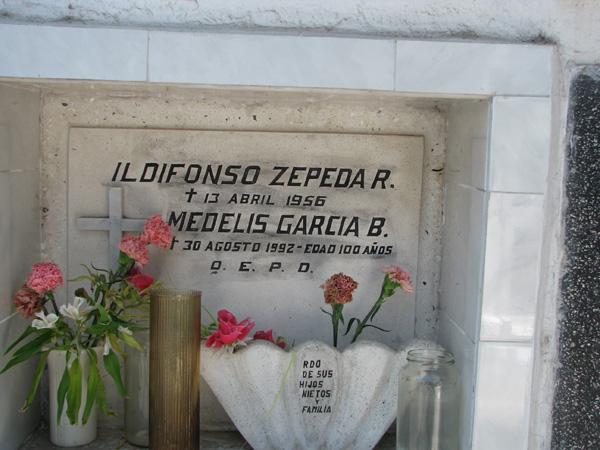 ILDIFONSO ZEPEDA R.
✝ 13 ABRIL 1956
MEDELIS GARCIA B.
✝ 30 AGOSTO 1992 - EDAD 100 AÑOS
Q. E. P. D.
RDO
DE SUS
HIJOS
NIETOS
Y
FAMILIA